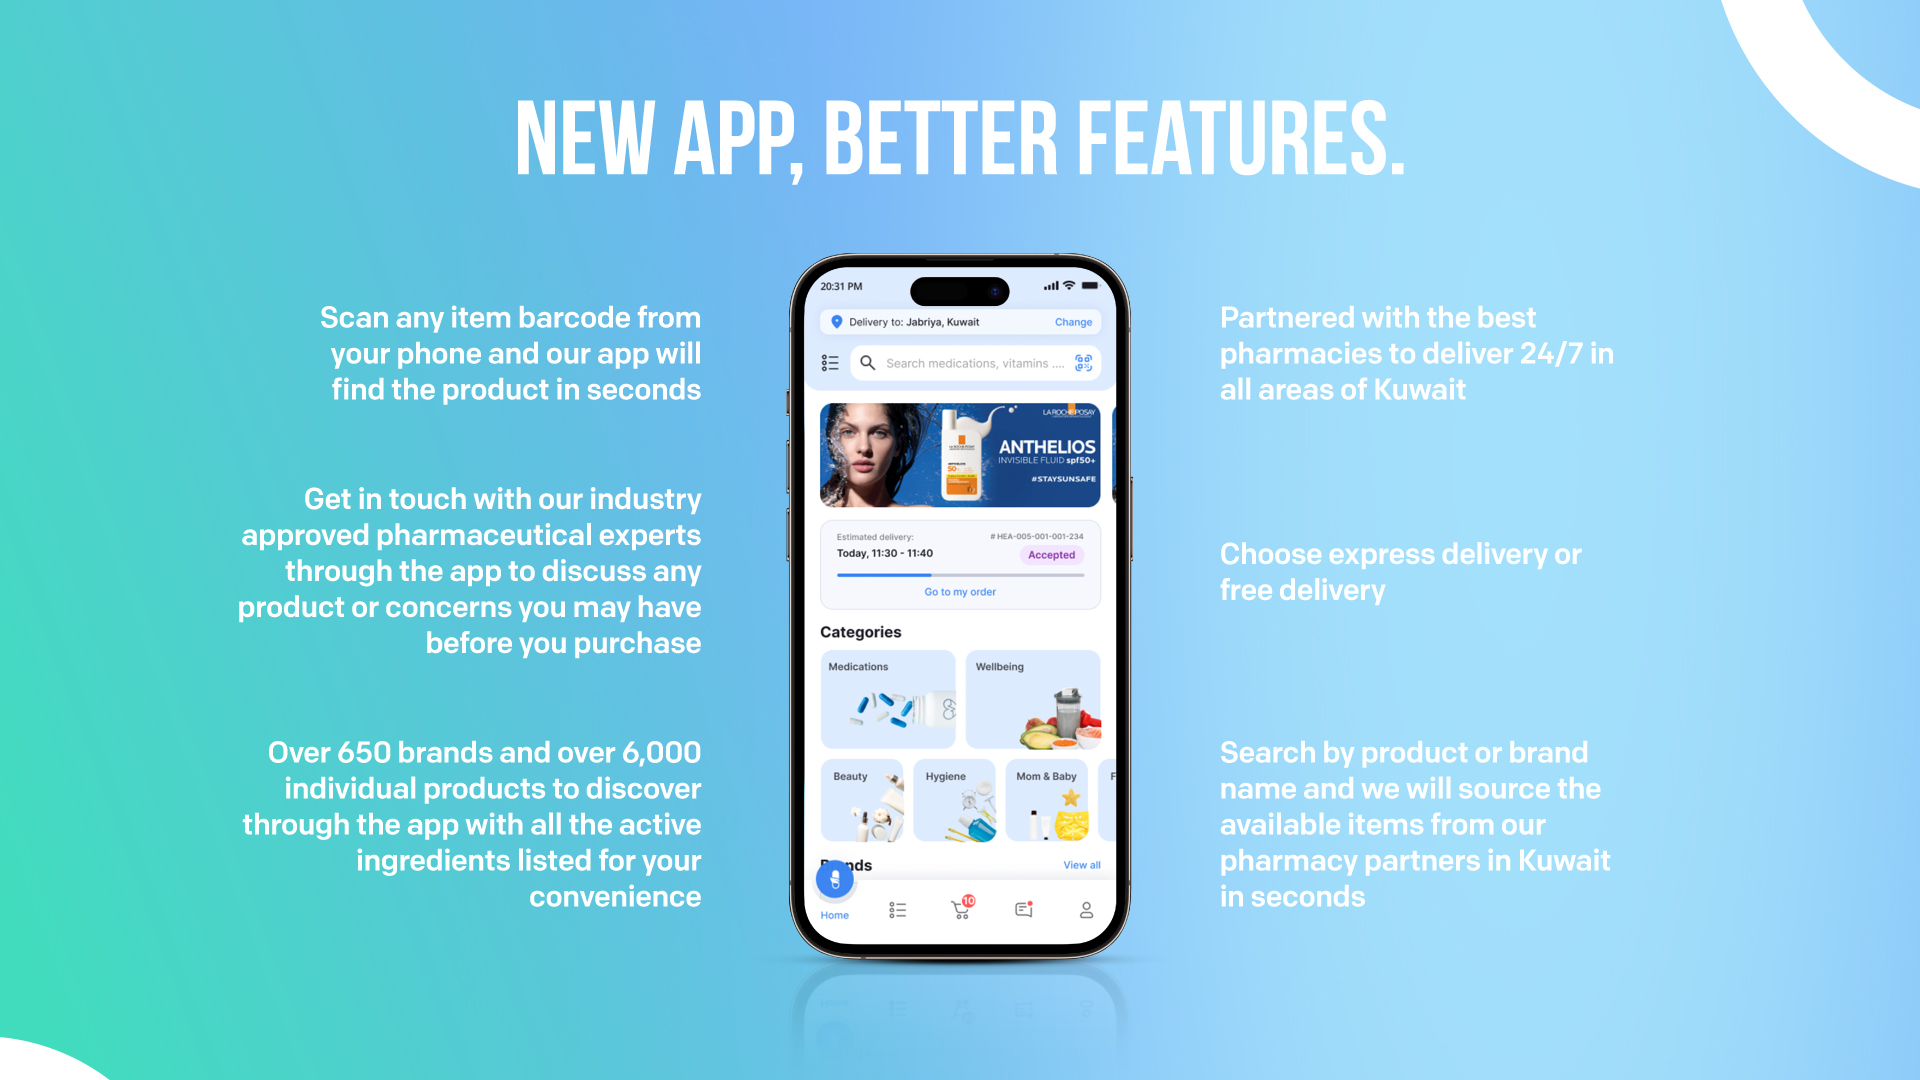 NEW APP, BETTER FEATURES.
Scan any item barcode from
your phone and our app will
find the product in seconds
Get in touch with our industry
approved pharmaceutical experts
through the app to discuss any
product or concerns you may have
before you purchase
Over 650 brands and over 6,000
individual products to discover
through the app with all the active
ingredients listed for your
convenience
20:31 PM
Delivery to: Jabriya, Kuwait
Change
Search medications, vitamins ....
LA ROCHE POSAY
ANTHELIOS
INVISIBLE FLUID spf50+
#STAYSUNSAFE
Estimated delivery:
# HEA-005-001-001-234
Today, 11:30 - 11:40
Accepted
Go to my order
Categories
Medications
Wellbeing
Beauty
Hygiene
Mom & Baby
F
View all
10
Home
Partnered with the best
pharmacies to deliver 24/7 in
all areas of Kuwait
Choose express delivery or
free delivery
Search by product or brand
name and we will source the
available items from our
pharmacy partners in Kuwait
in seconds